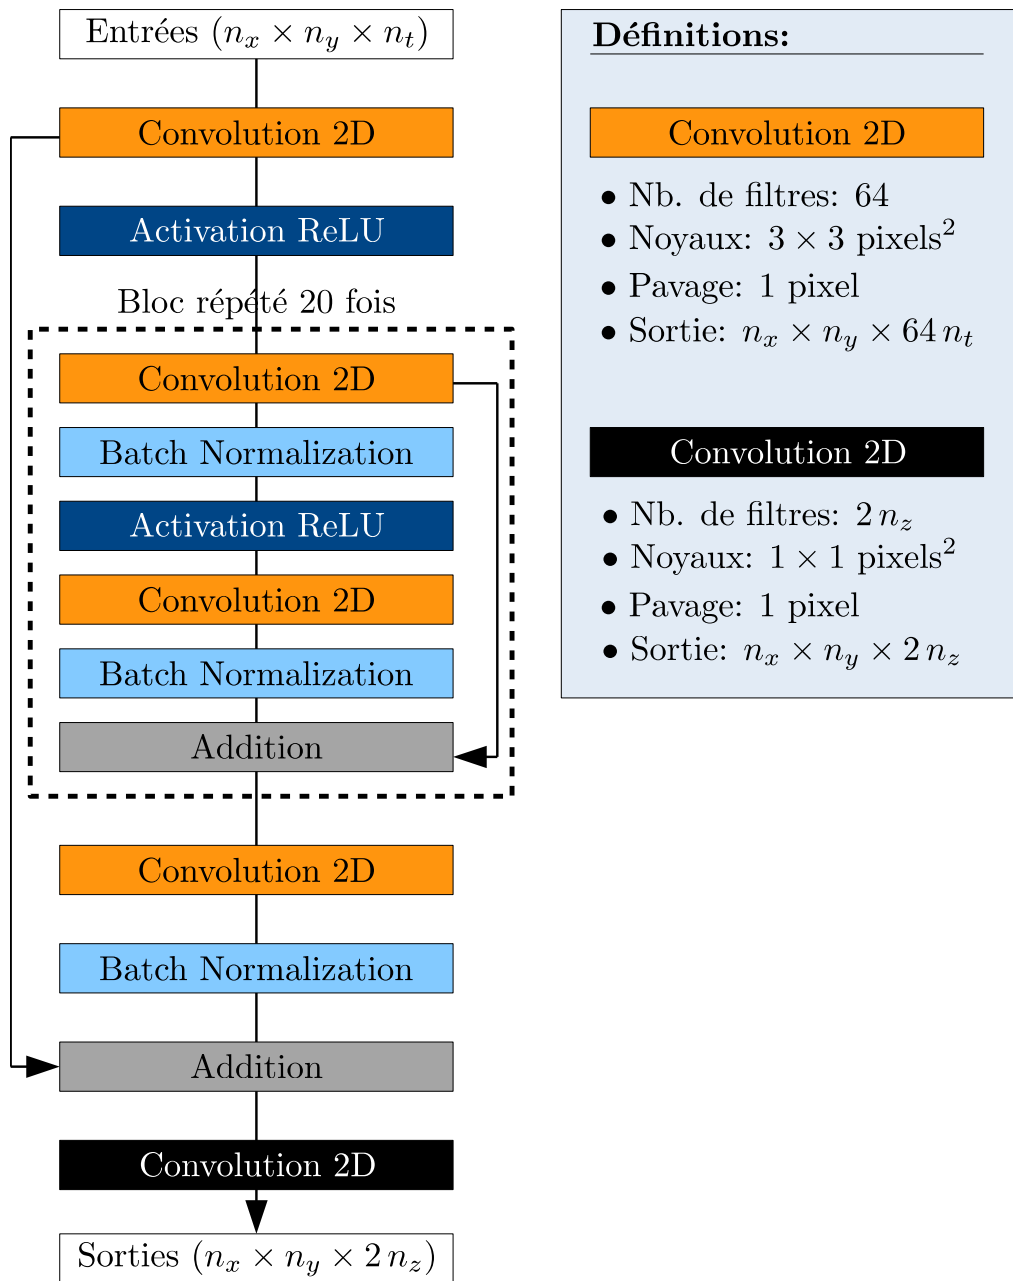 Entrées (n_x × n_y × n_t)
Convolution 2D
Activation ReLU
Bloc répété 20 fois
Convolution 2D
Batch Normalization
Activation ReLU
Convolution 2D
Batch Normalization
Addition
Convolution 2D
Batch Normalization
Addition
Convolution 2D
Sorties (n_x × n_y × 2 n_z)
Définitions:
Convolution 2D
• Nb. de filtres: 64
• Noyaux: 3 × 3 pixels²
• Pavage: 1 pixel
• Sortie: n_x × n_y × 64 n_t
Convolution 2D
• Nb. de filtres: 2 n_z
• Noyaux: 1 × 1 pixels²
• Pavage: 1 pixel
• Sortie: n_x × n_y × 2 n_z